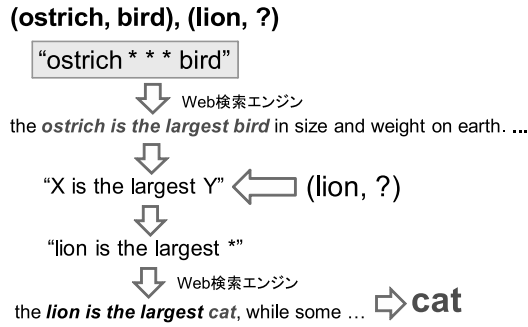 (ostrich, bird), (lion, ?)
“ostrich * * * bird”
Web検索エンジン
the ostrich is the largest bird in size and weight on earth. ...
“X is the largest Y” (lion, ?)
“lion is the largest *”
Web検索エンジン
the lion is the largest cat, while some … cat